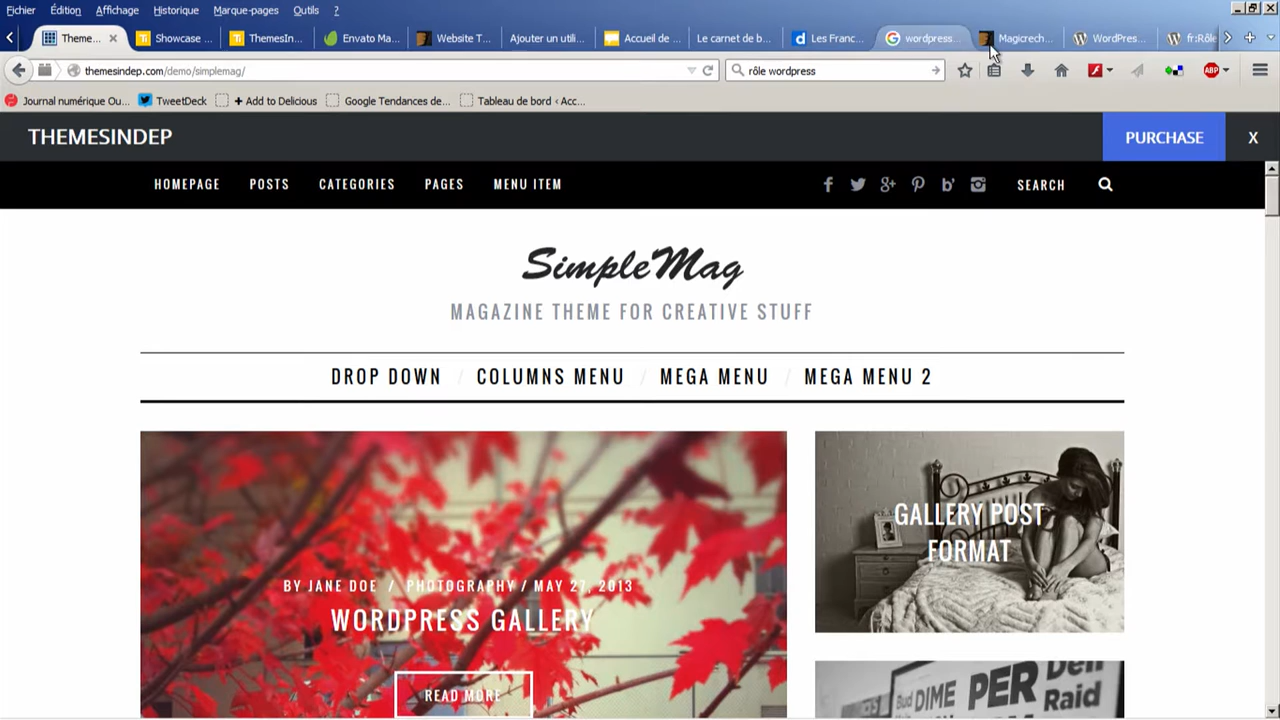 Fichier Édition Affichage Historique Marque-pages Outils ?
Theme... Showcase ... ThemesIn... Envato Ma... Website T... Ajouter un utili... Accueil de ... Le carnet de b... Les Franc... wordpress... Magicrech... WordPres... fr:Rôle
themesindep.com/demo/simplemag/ rôle wordpress ABP
Journal numérique Ou... TweetDeck + Add to Delicious Google Tendances de... Tableau de bord ‹ Acc...
THEMESINDEP PURCHASE X
HOMEPAGE POSTS CATEGORIES PAGES MENU ITEM SEARCH
SimpleMag
MAGAZINE THEME FOR CREATIVE STUFF
DROP DOWN / COLUMNS MENU / MEGA MENU / MEGA MENU 2
GALLERY POST
FORMAT
BY JANE DOE / PHOTOGRAPHY / MAY 27, 2013
WORDPRESS GALLERY
READ MORE
Bud DIME PER Deli
Raid